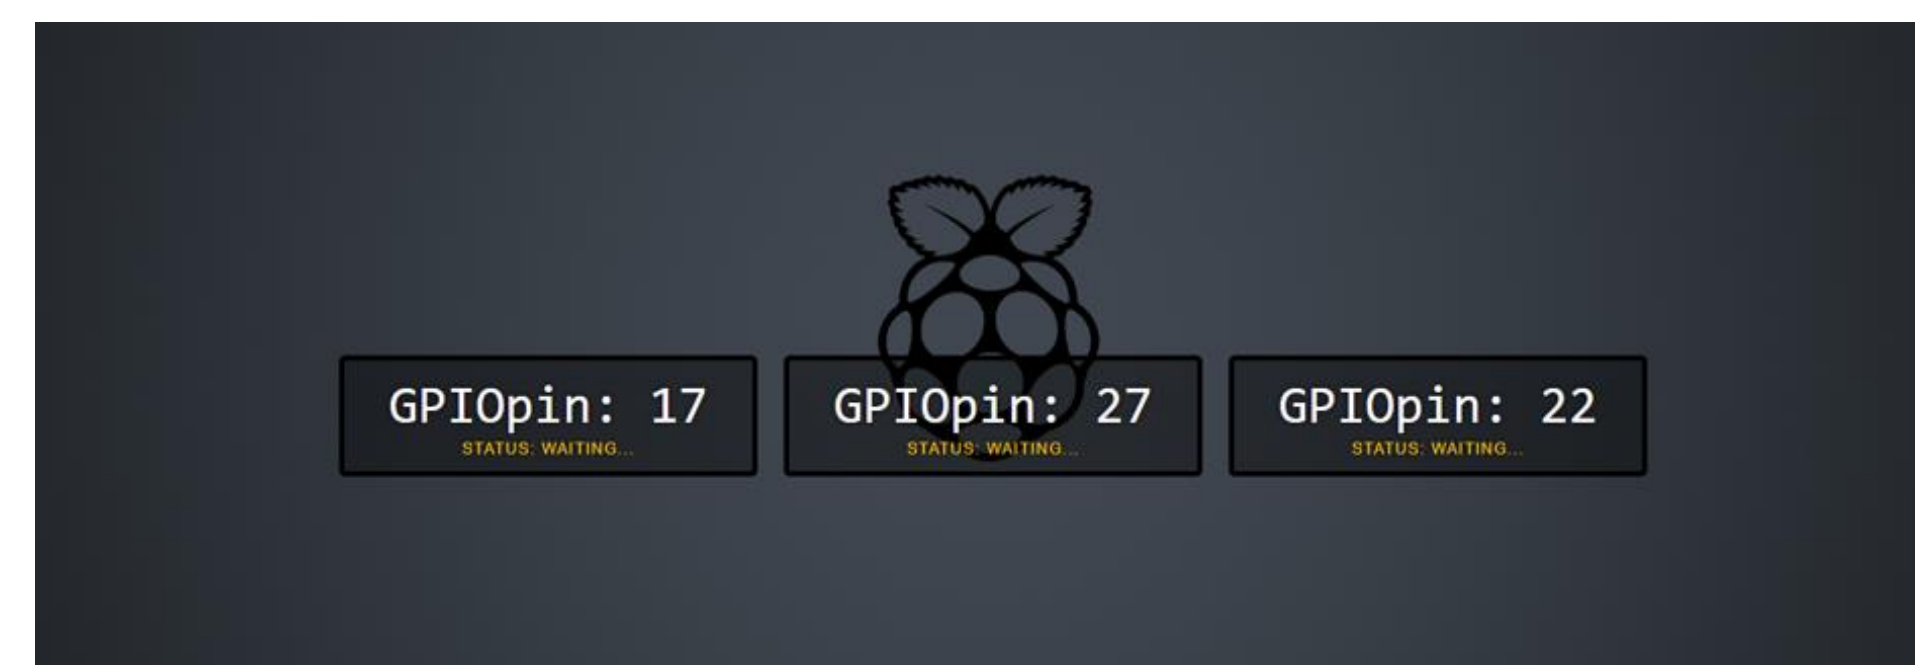 GPIOpin: 17
STATUS: WAITING...
GPIOpin: 27
STATUS: WAITING...
GPIOpin: 22
STATUS: WAITING...